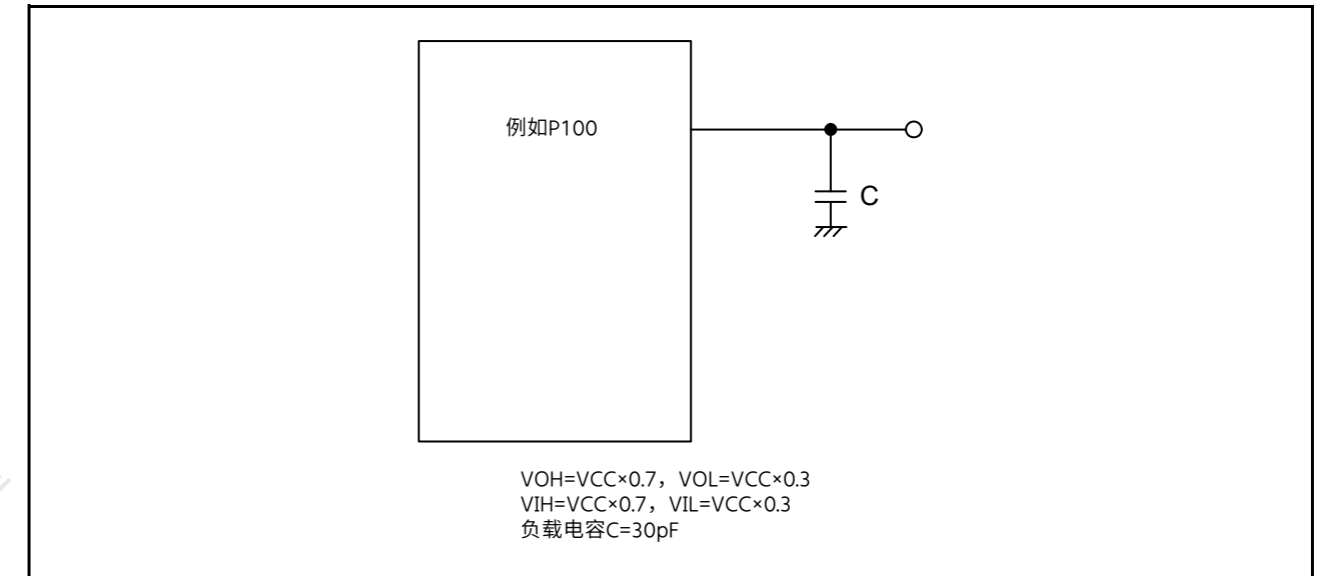 例如P100
C
VOH=VCC×0.7，VOL=VCC×0.3
VIH=VCC×0.7，VIL=VCC×0.3
负载电容C=30pF